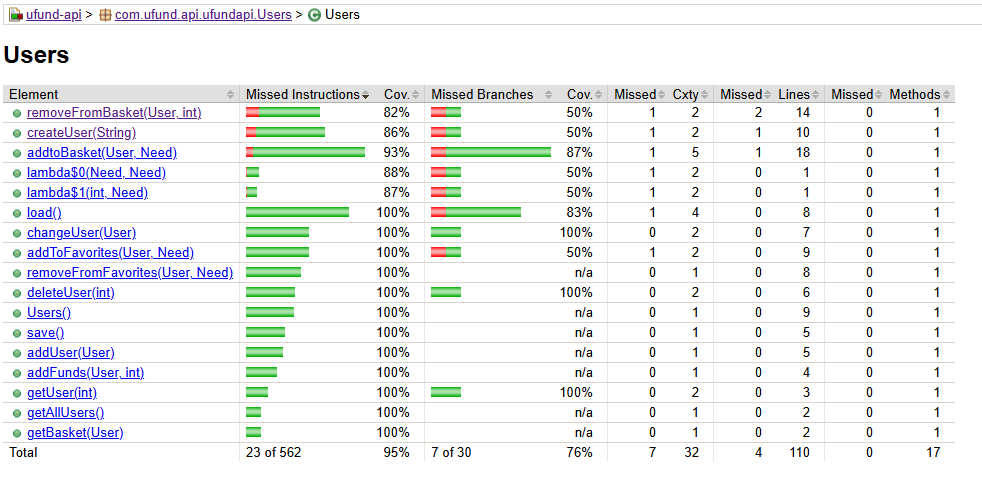 ufund-api > com.ufund.api.ufundapi.Users > Users
Users
Element Missed Instructions Cov. Missed Branches Cov. Missed Cxty Missed Lines Missed Methods
removeFromBasket(User, int) 82% 50% 1 2 2 14 0 1
createUser(String) 86% 50% 1 2 1 10 0 1
addtoBasket(User, Need) 93% 87% 1 5 1 18 0 1
lambda$0(Need, Need) 88% 50% 1 2 0 1 0 1
lambda$1(int, Need) 87% 50% 1 2 0 1 0 1
load() 100% 83% 1 4 0 8 0 1
changeUser(User) 100% 100% 0 2 0 7 0 1
addToFavorites(User, Need) 100% 50% 1 2 0 9 0 1
removeFromFavorites(User, Need) 100% n/a 0 1 0 8 0 1
deleteUser(int) 100% 100% 0 2 0 6 0 1
Users() 100% n/a 0 1 0 9 0 1
save() 100% n/a 0 1 0 5 0 1
addUser(User) 100% n/a 0 1 0 5 0 1
addFunds(User, int) 100% n/a 0 1 0 4 0 1
getUser(int) 100% 100% 0 2 0 3 0 1
getAllUsers() 100% n/a 0 1 0 2 0 1
getBasket(User) 100% n/a 0 1 0 2 0 1
Total 23 of 562 95% 7 of 30 76% 7 32 4 110 0 17